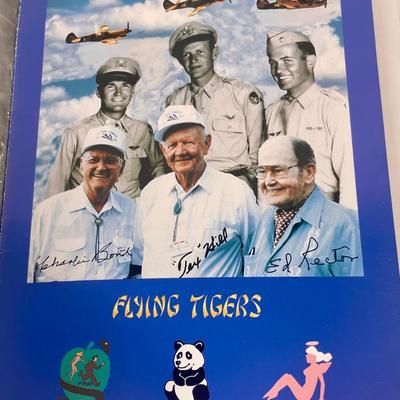 Charlie Bond
"Tex" Hill
Ed Rector
FLYING TIGERS